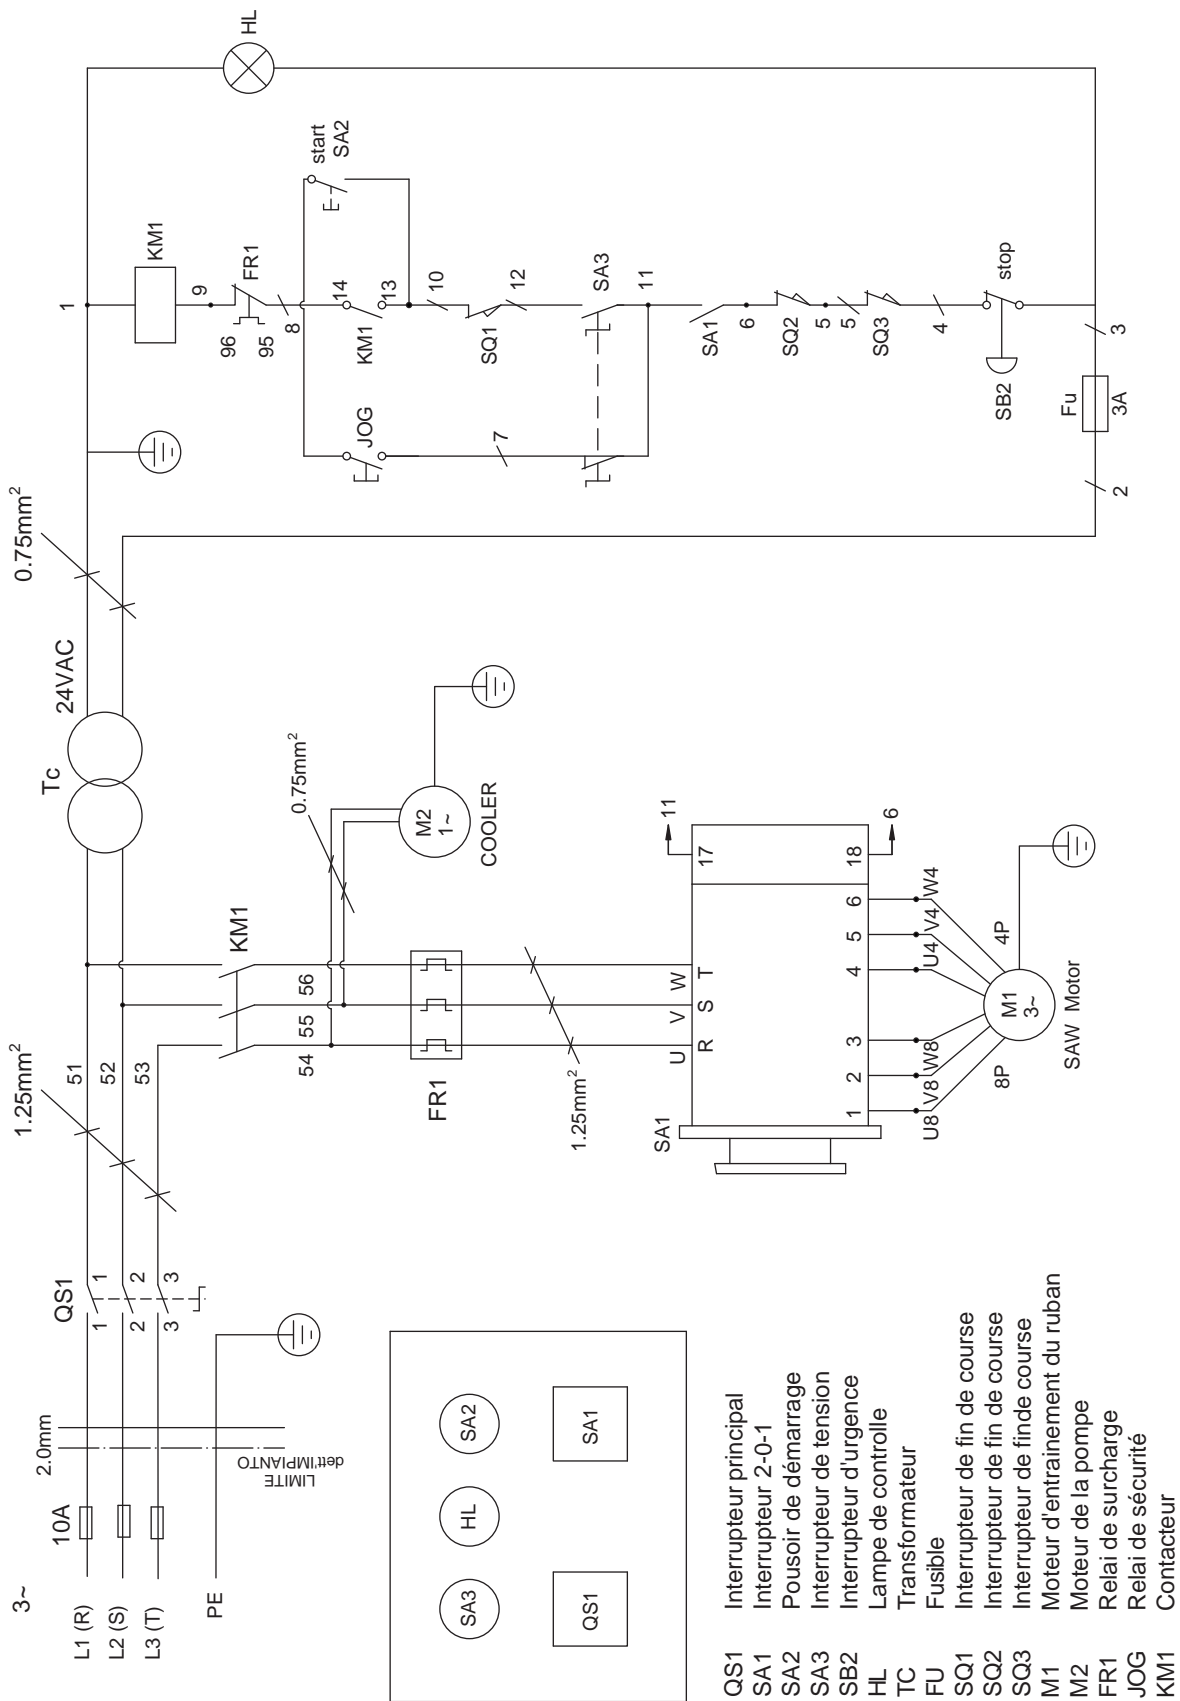 3~
10A
2.0mm
L1 (R)
L2 (S)
L3 (T)
PE
LIMITE
dett'IMPIANTO
QS1
1
2
3
1
2
3
1.25mm²
51
52
53
Tc
24VAC
0.75mm²
KM1
54
55
56
0.75mm²
M2
1~
COOLER
FR1
1.25mm²
U
V
W
R
S
T
SA1
17
11
18
6
1
2
3
4
5
6
U8
V8
W8
U4
V4
W4
8P
4P
M1
3~
SAW Motor
HL
1
KM1
9
FR1
96
95
8
start
SA2
14
13
KM1
10
JOG
SQ1
12
7
SA3
11
SA1
6
SQ2
5
5
SQ3
4
stop
SB2
3
Fu
3A
2
SA3
HL
SA2
QS1
SA1
QS1 Interrupteur principal
SA1 Interrupteur 2-0-1
SA2 Pousoir de démarrage
SA3 Interrupteur de tension
SB2 Interrupteur d'urgence
HL Lampe de controlle
TC Transformateur
FU Fusible
SQ1 Interrupteur de fin de course
SQ2 Interrupteur de fin de course
SQ3 Interrupteur de finde course
M1 Moteur d'entrainement du ruban
M2 Moteur de la pompe
FR1 Relai de surcharge
JOG Relai de sécurité
KM1 Contacteur